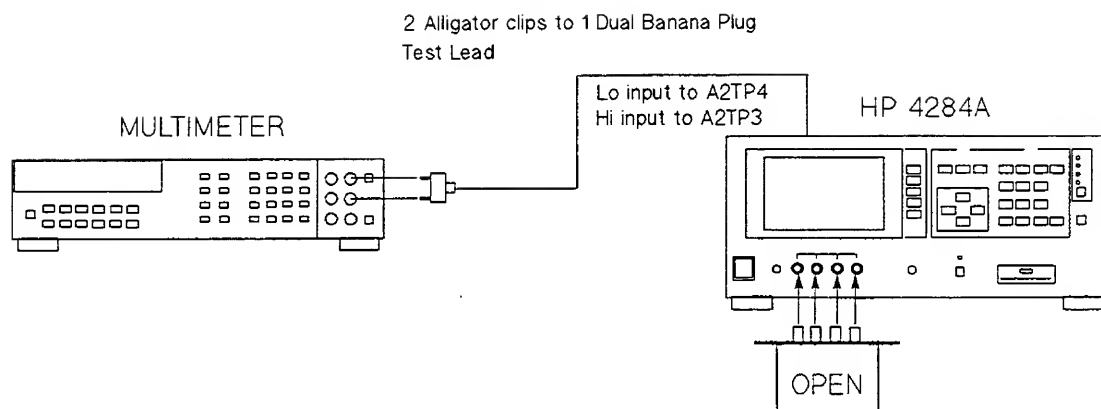 2 Alligator clips to 1 Dual Banana Plug
Test Lead
Lo input to A2TP4
Hi input to A2TP3
MULTIMETER
HP 4284A
OPEN